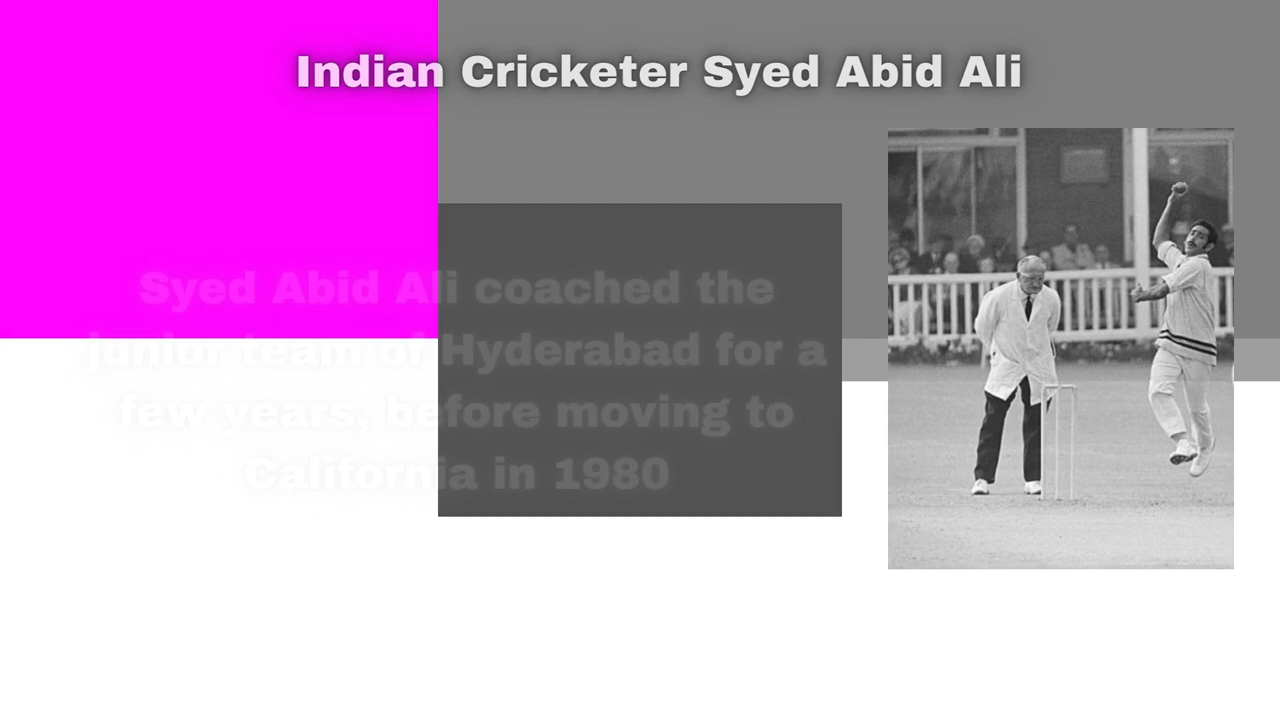 Indian Cricketer Syed Abid Ali
Syed Abid Ali coached the
junior team of Hyderabad for a
few years, before moving to
California in 1980